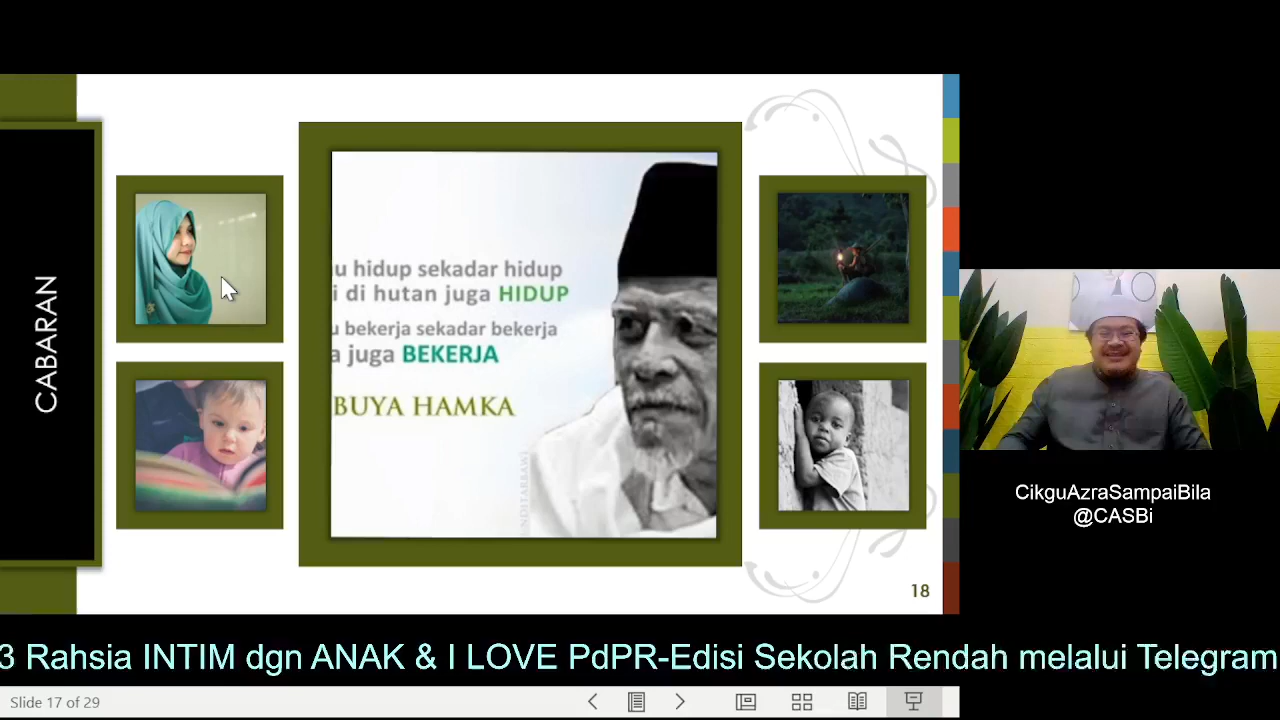 CABARAN
u hidup sekadar hidup
i di hutan juga HIDUP
u bekerja sekadar bekerja
a juga BEKERJA
BUYA HAMKA
18
CikguAzraSampaiBila
@CASBi
3 Rahsia INTIM dgn ANAK & I LOVE PdPR-Edisi Sekolah Rendah melalui Telegram
Slide 17 of 29